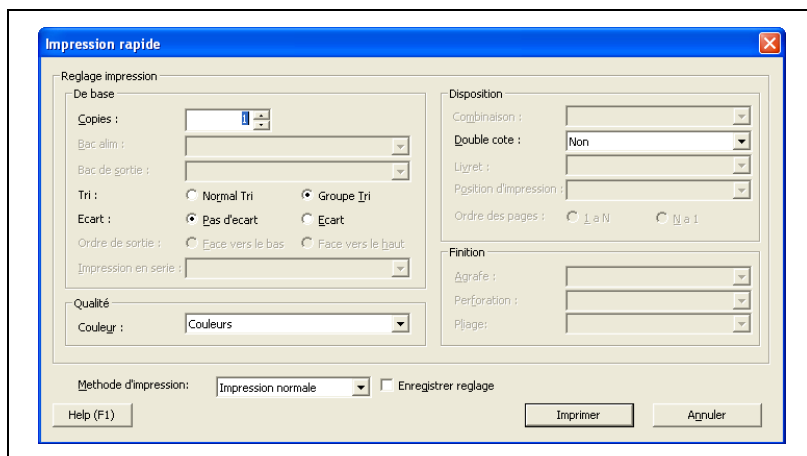 Impression rapide
Reglage impression
De base
Copies :
1
Bac alim :
Bac de sortie :
Tri :
Normal Tri
Groupe Tri
Ecart :
Pas d'ecart
Ecart
Ordre de sortie :
Face vers le bas
Face vers le haut
Impression en serie :
Qualité
Couleur :
Couleurs
Disposition
Combinaison :
Double cote :
Non
Livret :
Position d'impression :
Ordre des pages :
1 a N
N a 1
Finition
Agrafe :
Perforation :
Pliage:
Methode d'impression:
Impression normale
Enregistrer reglage
Help (F1)
Imprimer
Annuler